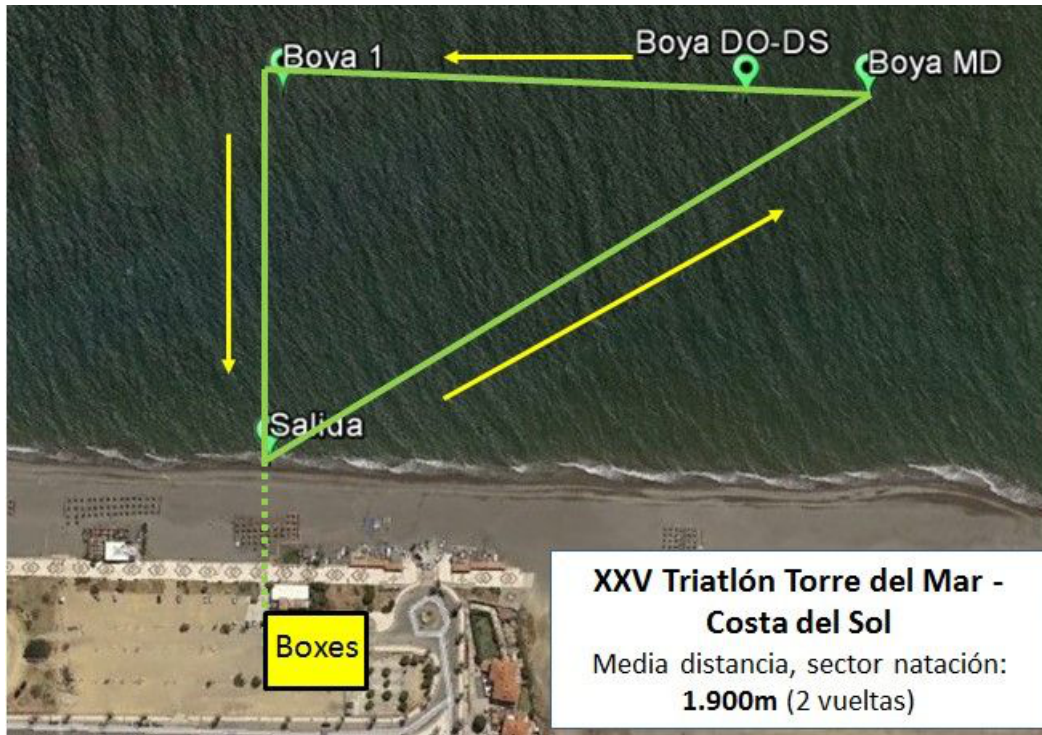 Boya 1
Boya DO-DS
Boya MD
Salida
Boxes
XXV Triatlón Torre del Mar -
Costa del Sol
Media distancia, sector natación:
1.900m (2 vueltas)